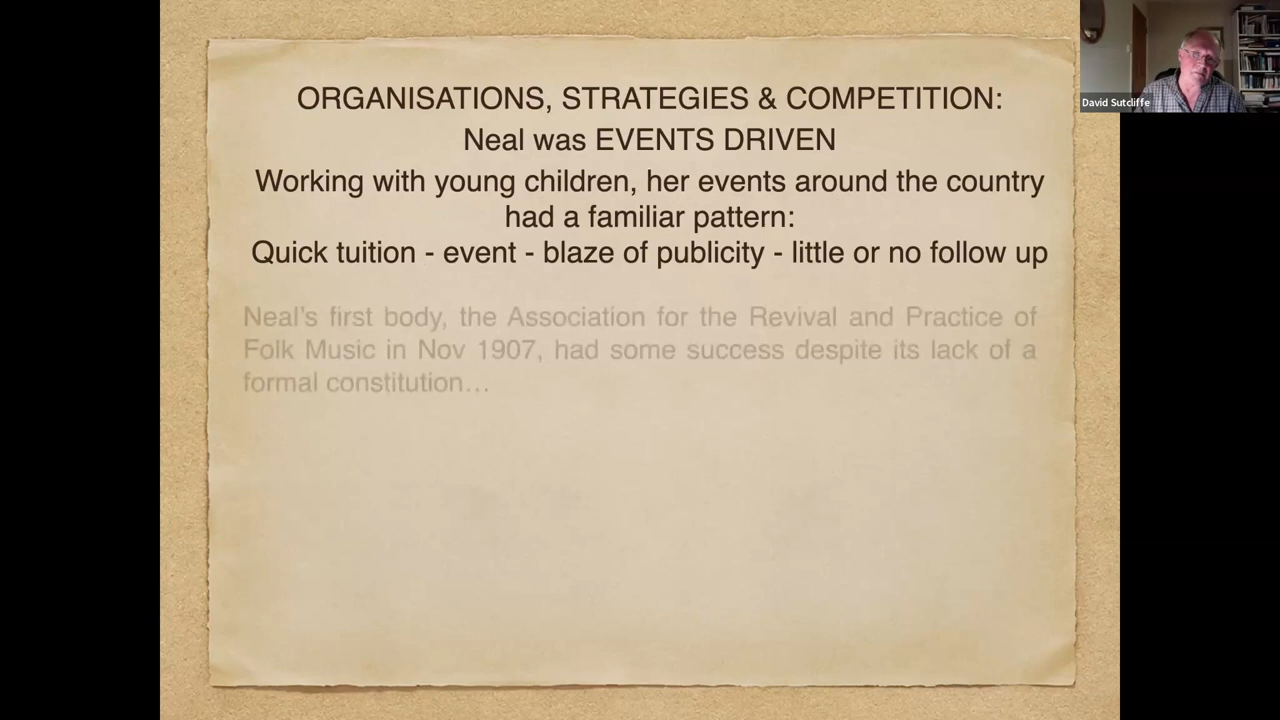 ORGANISATIONS, STRATEGIES & COMPETITION:
Neal was EVENTS DRIVEN
Working with young children, her events around the country
had a familiar pattern:
Quick tuition - event - blaze of publicity - little or no follow up
Neal’s first body, the Association for the Revival and Practice of
Folk Music in Nov 1907, had some success despite its lack of a
formal constitution…
David Sutcliffe